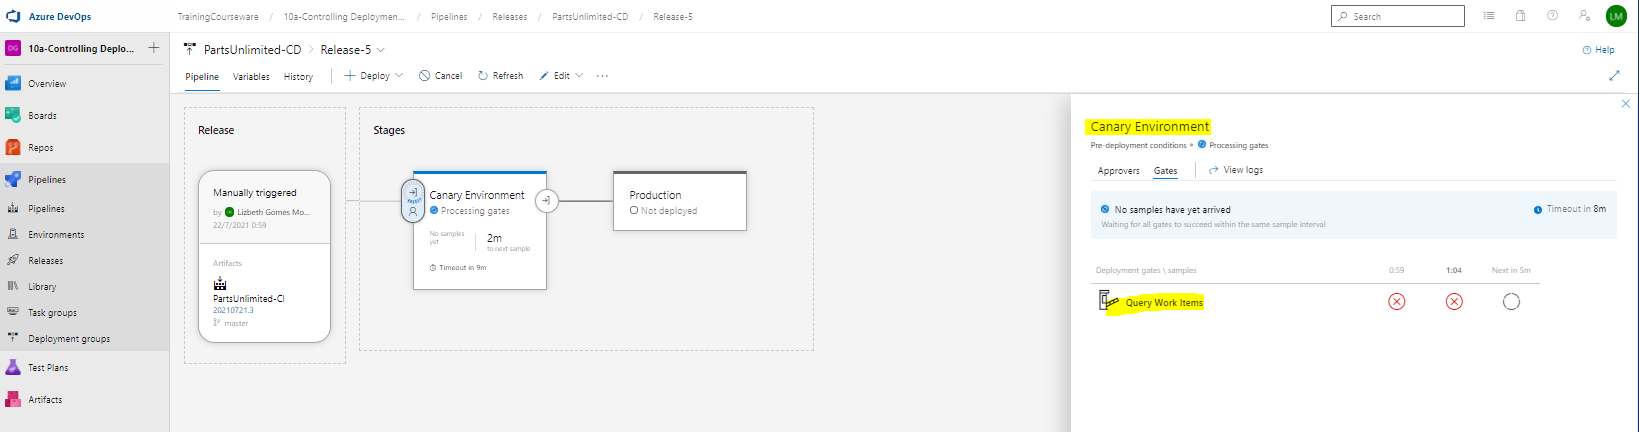 Azure DevOps
TrainingCourseware / 10a-Controlling Deploymen... / Pipelines / Releases / PartsUnlimited-CD / Release-5
Search
LM
DG 10a-Controlling Deplo... +
Overview
Boards
Repos
Pipelines
Pipelines
Environments
Releases
Library
Task groups
Deployment groups
Test Plans
Artifacts
PartsUnlimited-CD > Release-5
Help
Pipeline Variables History + Deploy Cancel Refresh Edit ...
Release
Manually triggered
by Lizbeth Gömes Mo...
22/7/2021 0:59
Artifacts
PartsUnlimited-CI
20210721.3
master
Stages
Canary Environment
Processing gates
No samples
yet
2m
to next sample
Timeout in 9m
Production
Not deployed
Canary Environment
Pre-deployment conditions • Processing gates
Approvers Gates View logs
No samples have yet arrived
Timeout in 8m
Waiting for all gates to succeed within the same sample interval
Deployment gates \ samples 0:59 1:04 Next in 5m
Query Work Items